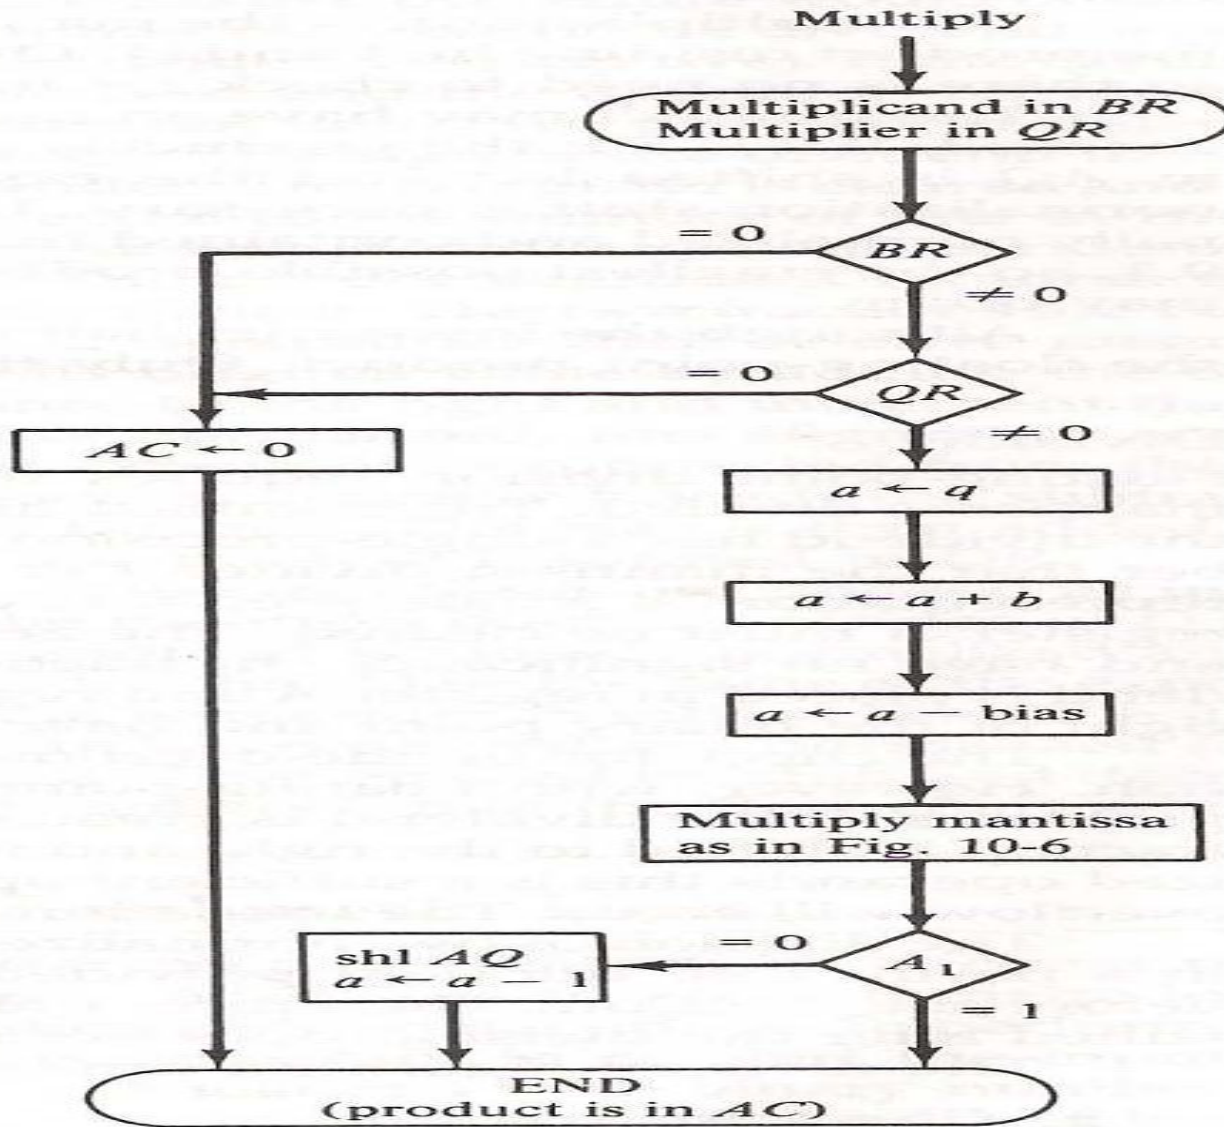 Multiply
Multiplicand in BR
Multiplier in QR
= 0
BR
≠ 0
= 0
QR
≠ 0
AC ← 0
a ← q
a ← a + b
a ← a − bias
Multiply mantissa
as in Fig. 10-6
= 0
A₁
= 1
shl AQ
a ← a − 1
END
(product is in AC)